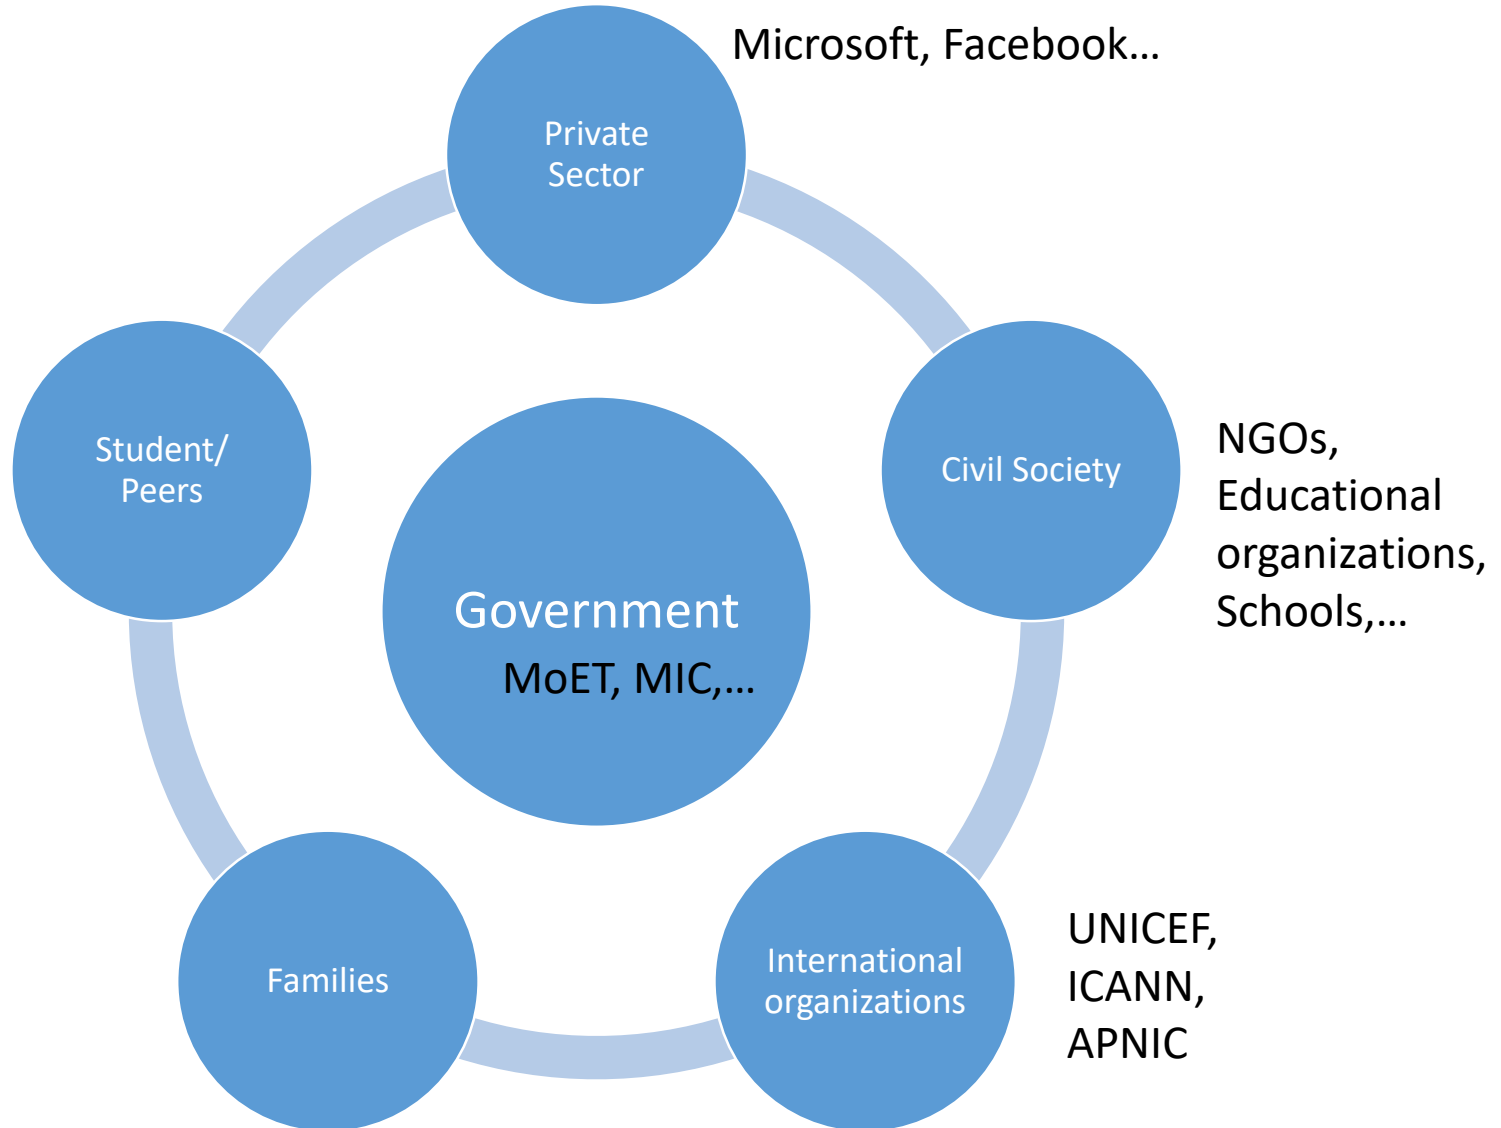 Microsoft, Facebook…
Private
Sector
Student/
Peers
Civil Society
NGOs,
Educational
organizations,
Schools,…
Government
MoET, MIC,…
Families
International
organizations
UNICEF,
ICANN,
APNIC